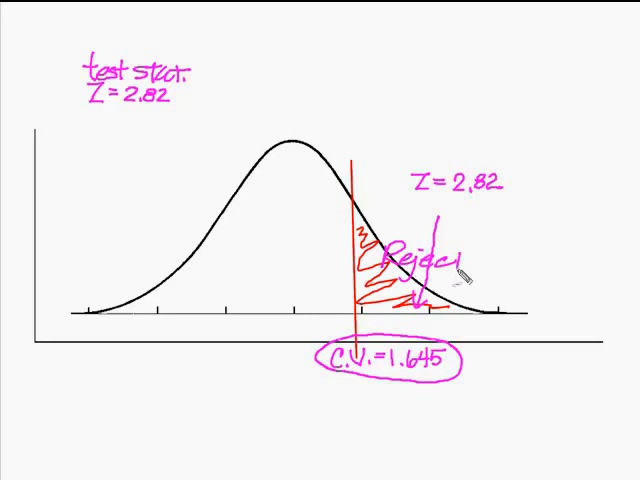 test stat.
Z = 2.82
Z = 2.82
Reject
C.V. = 1.645